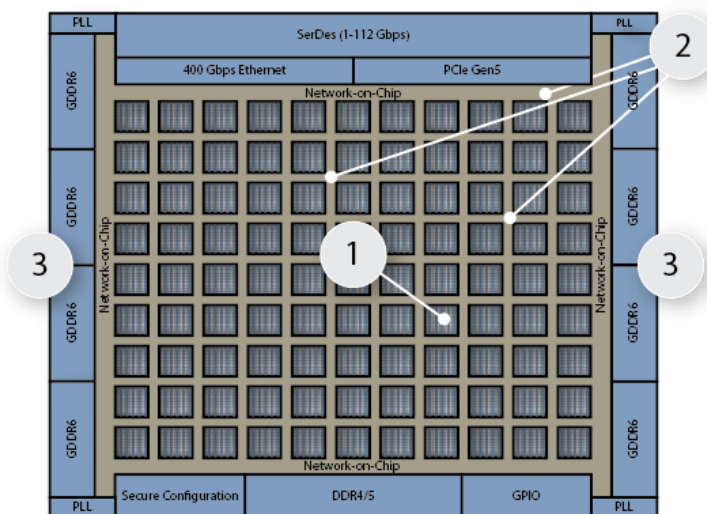 PLL
SerDes (1-112 Gbps)
PLL
400 Gbps Ethernet
PCIe Gen5
2
Network-on-Chip
GDDR6
GDDR6
GDDR6
GDDR6
3
Network-on-Chip
1
Network-on-Chip
3
GDDR6
GDDR6
GDDR6
GDDR6
Network-on-Chip
Secure Configuration
DDR4/5
GPIO
PLL
PLL